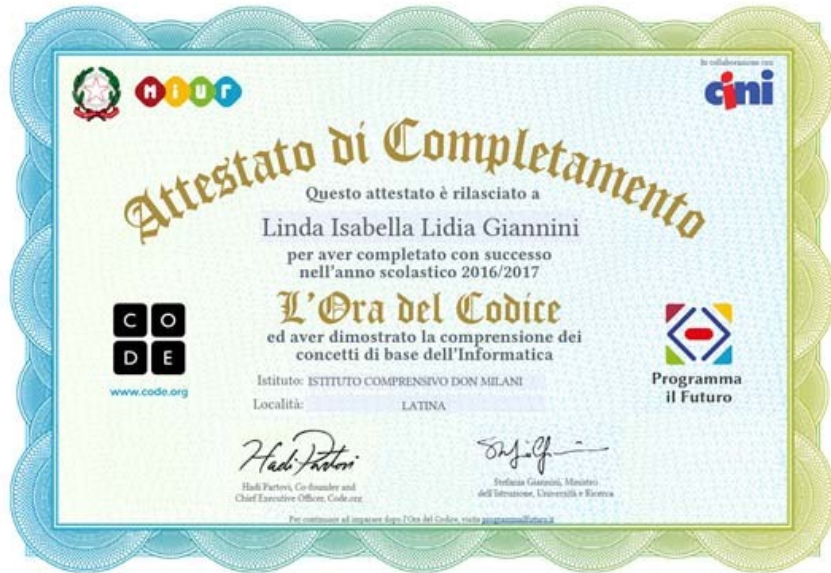 MIUR
In collaborazione con
cini
Attestato di Completamento
Questo attestato è rilasciato a
Linda Isabella Lidia Giannini
per aver completato con successo
nell'anno scolastico 2016/2017
L'Ora del Codice
ed aver dimostrato la comprensione dei
concetti di base dell'Informatica
CO
DE
www.code.org
Programma
il Futuro
Istituto: ISTITUTO COMPRENSIVO DON MILANI
Località: LATINA
Hadi Partovi
Hadi Partovi, Co-founder and
Chief Executive Officer, Code.org
Stefania Giannini, Ministro
dell'Istruzione, Università e Ricerca
Per continuare ad imparare dopo l'Ora del Codice, visita programmailfuturo.it